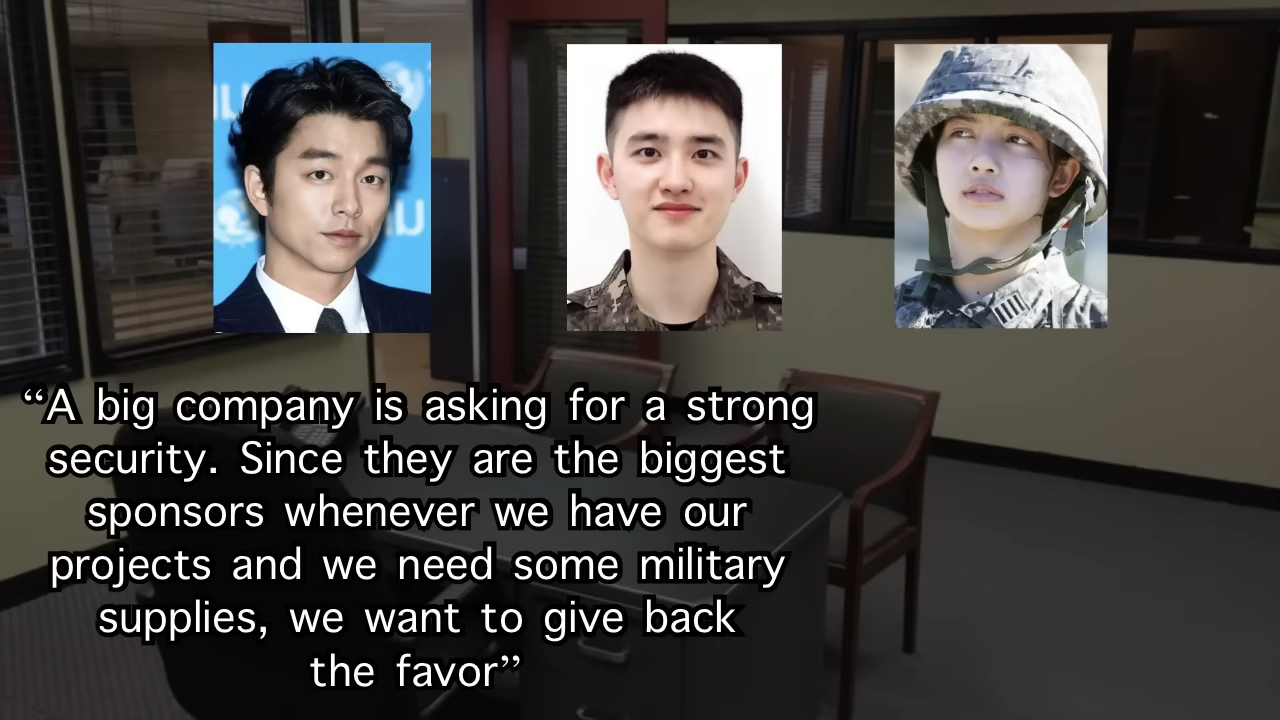 “A big company is asking for a strong
security. Since they are the biggest
sponsors whenever we have our
projects and we need some military
supplies, we want to give back
the favor”